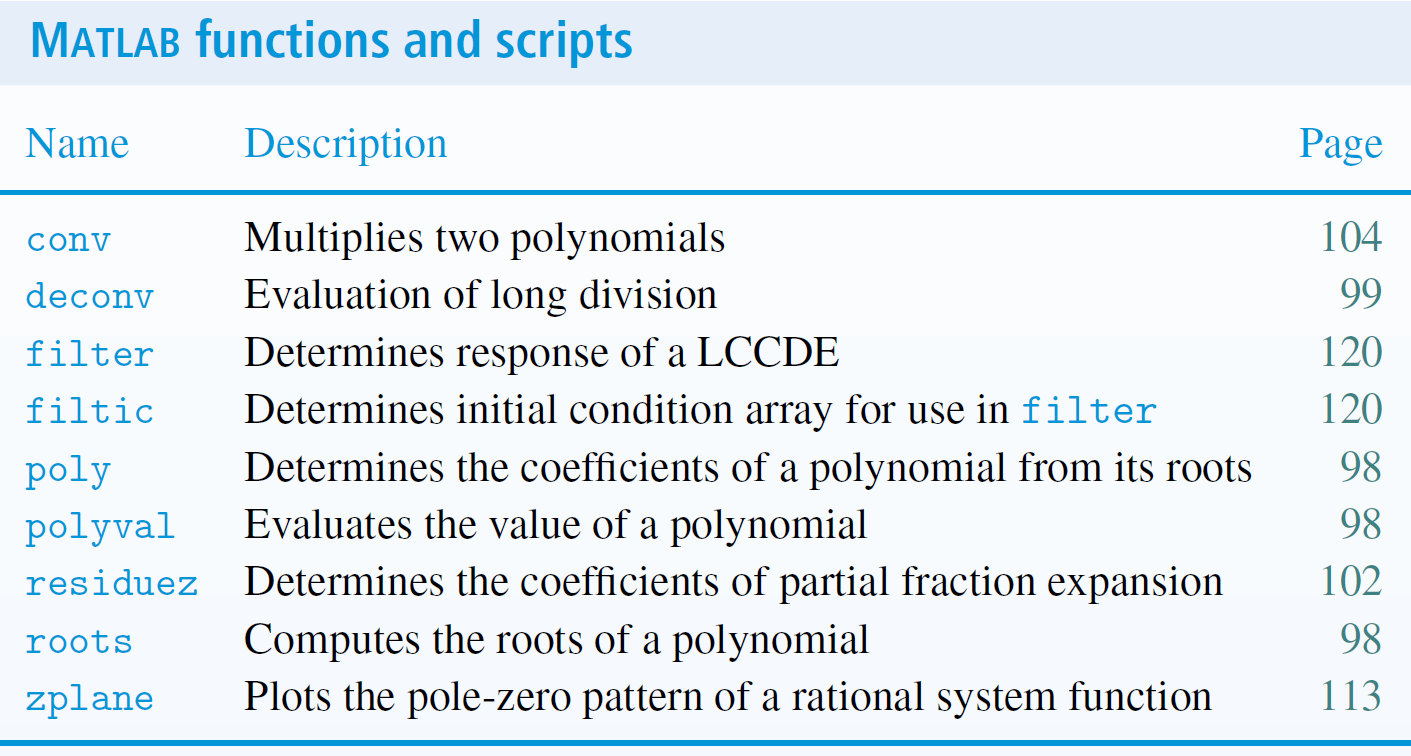 MATLAB functions and scripts
Name Description Page
conv Multiplies two polynomials 104
deconv Evaluation of long division 99
filter Determines response of a LCCDE 120
filtic Determines initial condition array for use in filter 120
poly Determines the coefficients of a polynomial from its roots 98
polyval Evaluates the value of a polynomial 98
residuez Determines the coefficients of partial fraction expansion 102
roots Computes the roots of a polynomial 98
zplane Plots the pole-zero pattern of a rational system function 113